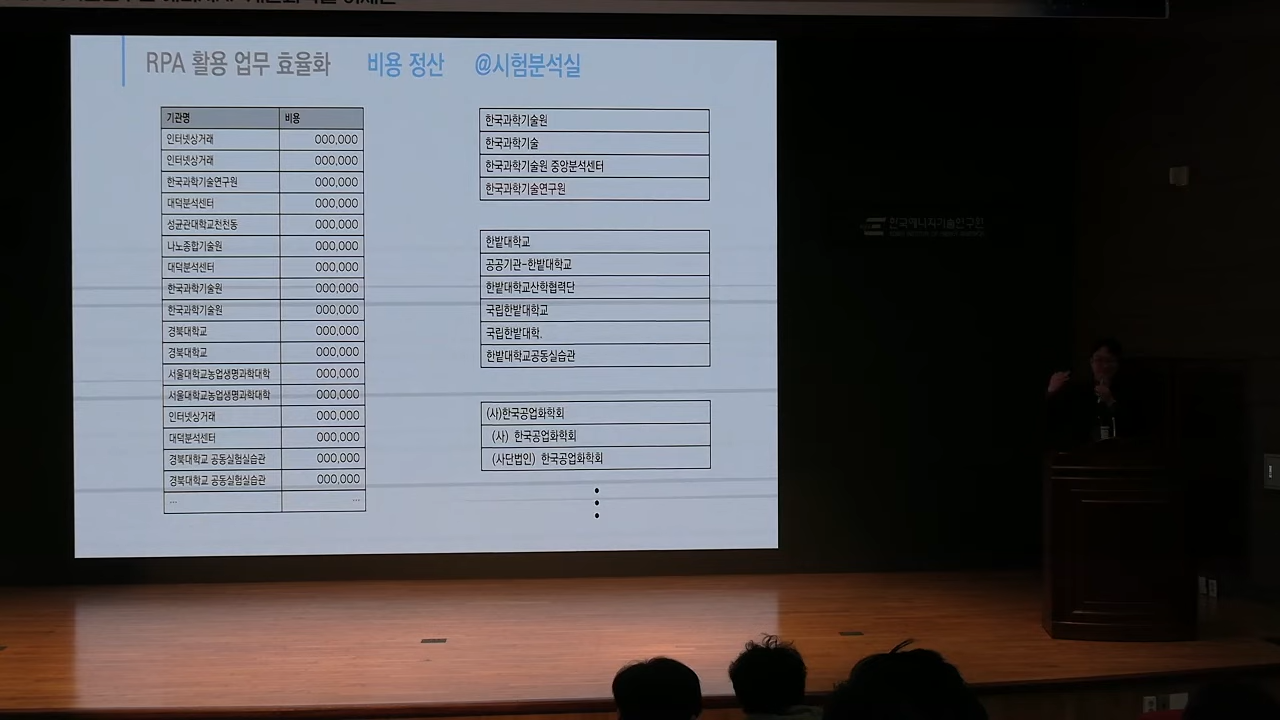 RPA 활용 업무 효율화 비용 정산 @시험분석실
기관명 비용
인터넷상거래 000,000
인터넷상거래 000,000
한국과학기술연구원 000,000
대덕분석센터 000,000
성균관대학교천천동 000,000
나노종합기술원 000,000
대덕분석센터 000,000
한국과학기술원 000,000
한국과학기술원 000,000
경북대학교 000,000
경북대학교 000,000
서울대학교농업생명과학대학 000,000
서울대학교농업생명과학대학 000,000
인터넷상거래 000,000
대덕분석센터 000,000
경북대학교 공동실험실습관 000,000
경북대학교 공동실험실습관 000,000
... ...
한국과학기술원
한국과학기술
한국과학기술원 중앙분석센터
한국과학기술연구원
한밭대학교
공공기관-한밭대학교
한밭대학교산학협력단
국립한밭대학교
국립한밭대학.
한밭대학교공동실습관
(사)한국공업화학회
(사) 한국공업화학회
(사단법인) 한국공업화학회
한국에너지기술연구원